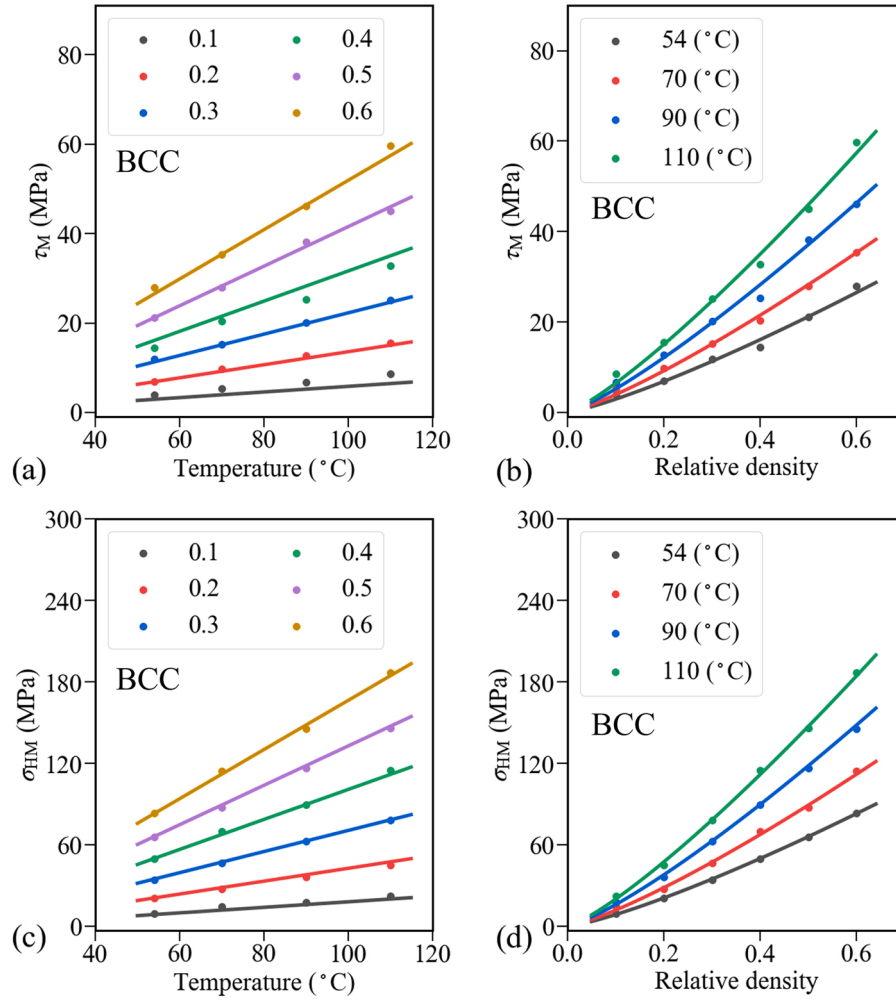 80
60
40
20
0
τM (MPa)
0.1
0.2
0.3
0.4
0.5
0.6
BCC
40
60
80
100
120
(a)
Temperature (°C)
80
60
40
20
0
τM (MPa)
54 (°C)
70 (°C)
90 (°C)
110 (°C)
BCC
0.0
0.2
0.4
0.6
(b)
Relative density
300
240
180
120
60
0
σHM (MPa)
0.1
0.2
0.3
0.4
0.5
0.6
BCC
40
60
80
100
120
(c)
Temperature (°C)
300
240
180
120
60
0
σHM (MPa)
54 (°C)
70 (°C)
90 (°C)
110 (°C)
BCC
0.0
0.2
0.4
0.6
(d)
Relative density